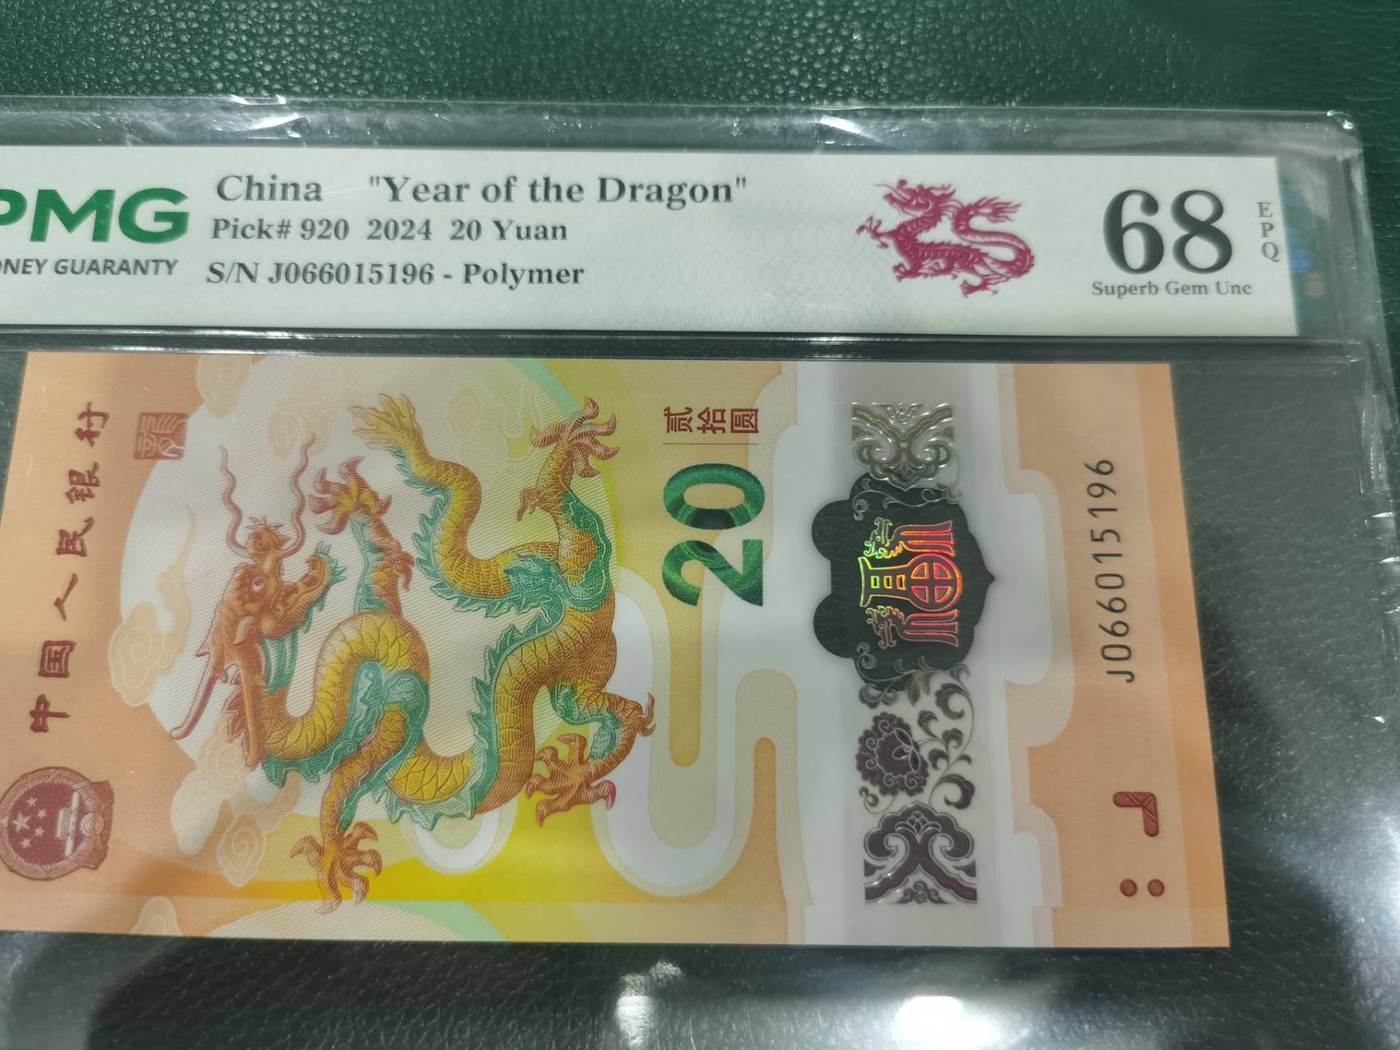 PMG
China "Year of the Dragon"
Pick# 920 2024 20 Yuan
ONEY GUARANTY
S/N J066015196 - Polymer
68
EPQ
Superb Gem Unc
中国人民银行
贰拾圆
20
J066015196